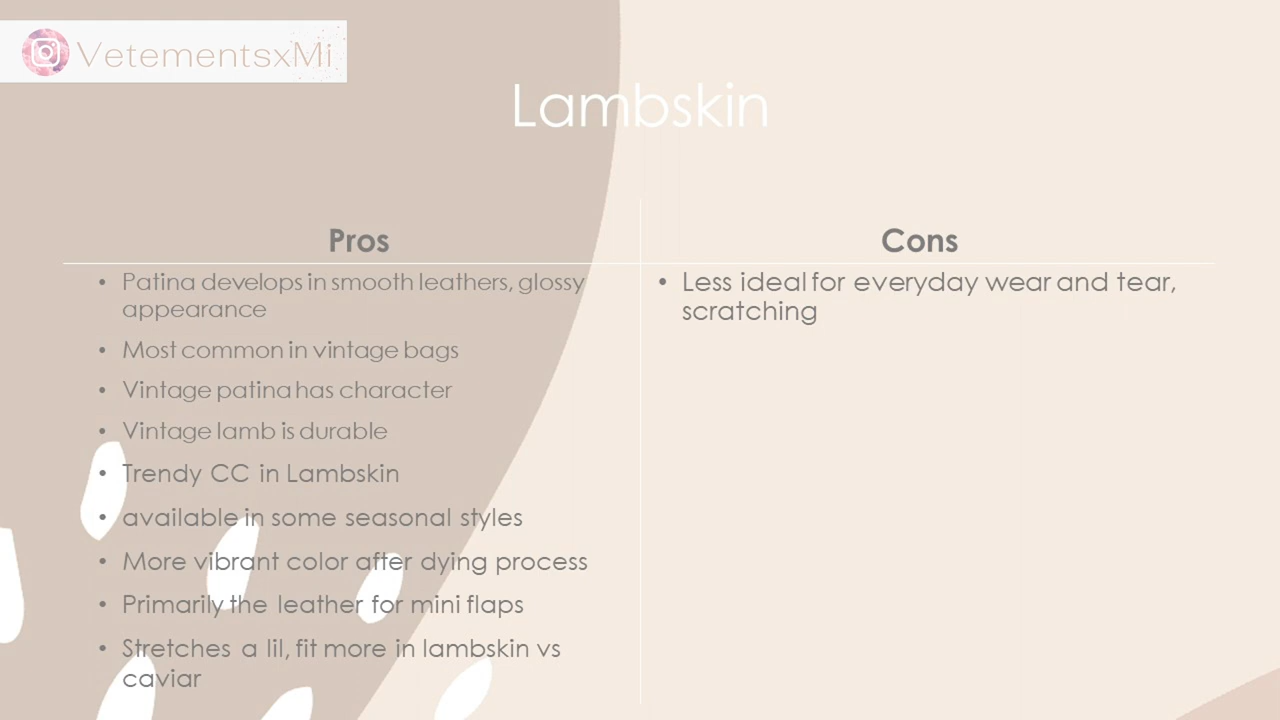 VetementsxMi
Lambskin
Pros
• Patina develops in smooth leathers, glossy
appearance
• Most common in vintage bags
• Vintage patina has character
• Vintage lamb is durable
• Trendy CC in Lambskin
• available in some seasonal styles
• More vibrant color after dying process
• Primarily the leather for mini flaps
• Stretches a lil, fit more in lambskin vs
caviar
Cons
• Less ideal for everyday wear and tear,
scratching